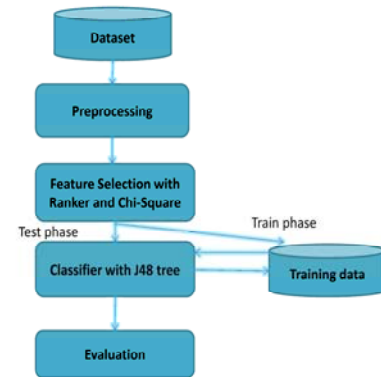 Dataset
Preprocessing
Feature Selection with
Ranker and Chi-Square
Test phase
Train phase
Classifier with J48 tree
Training data
Evaluation